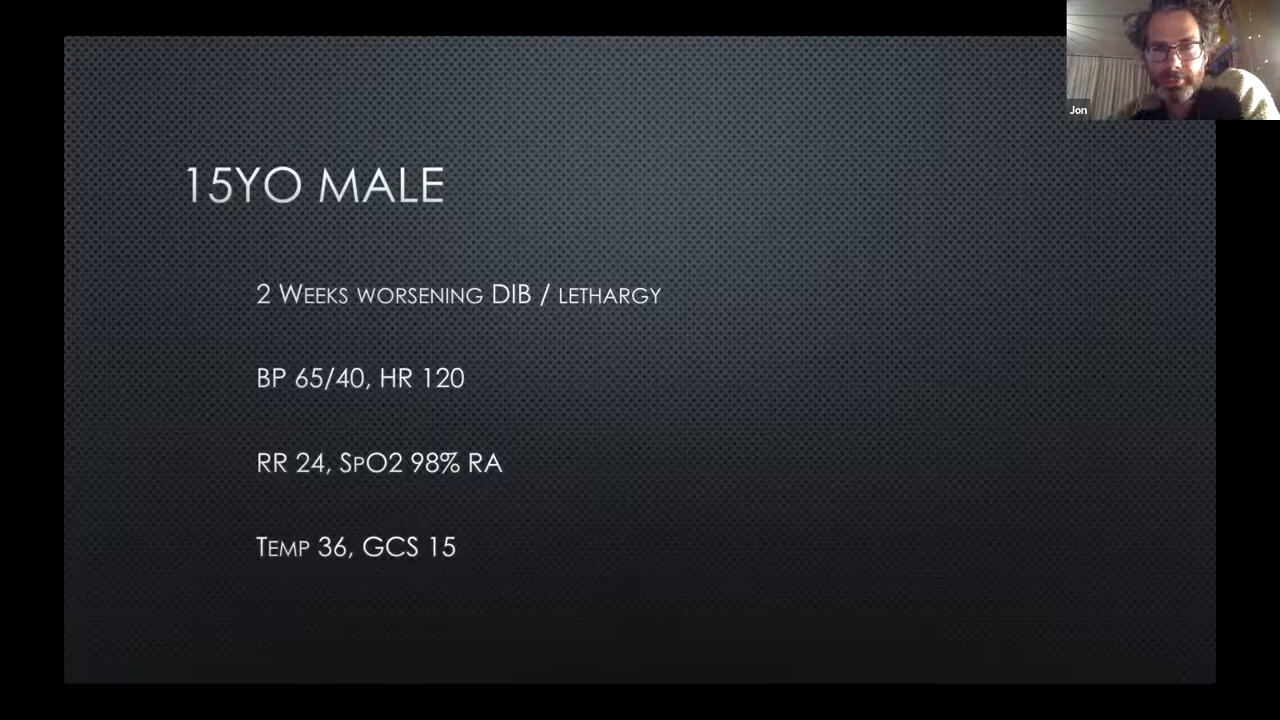 Jon
15YO MALE
2 WEEKS WORSENING DIB / LETHARGY
BP 65/40, HR 120
RR 24, SPO2 98% RA
TEMP 36, GCS 15